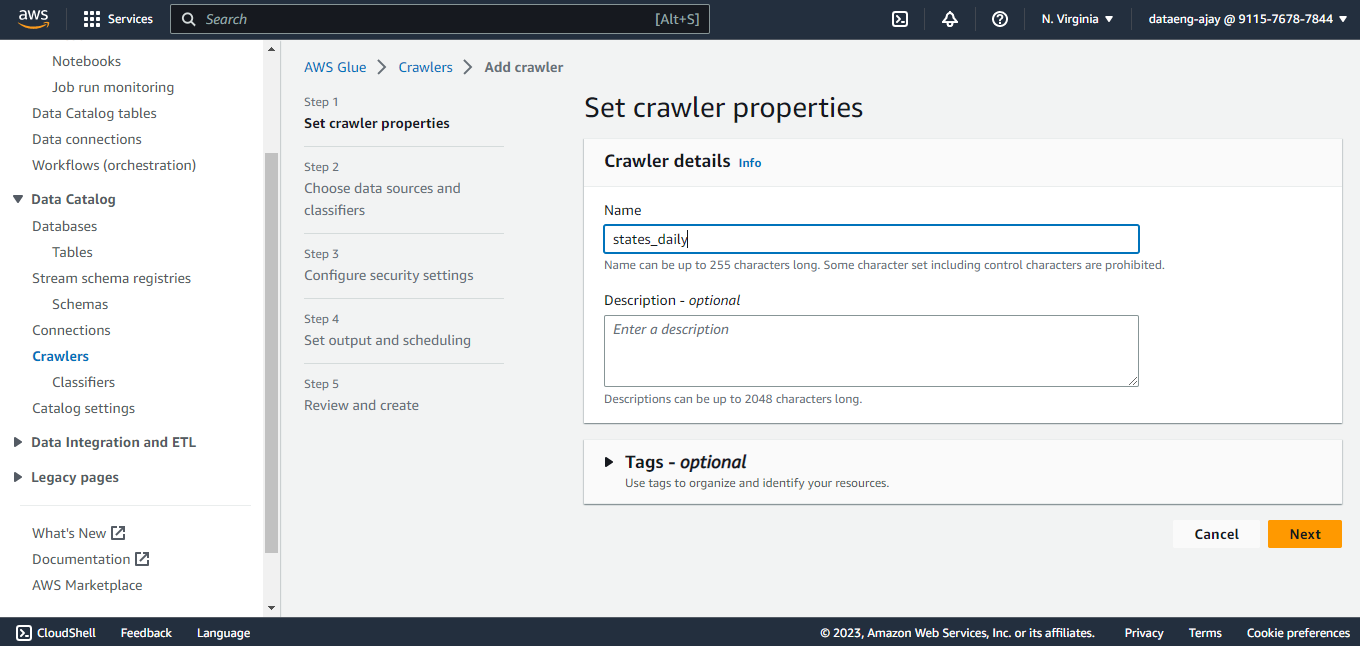 aws
Services
Search [Alt+S]
N. Virginia
dataeng-ajay @ 9115-7678-7844
Notebooks
Job run monitoring
Data Catalog tables
Data connections
Workflows (orchestration)
Data Catalog
Databases
Tables
Stream schema registries
Schemas
Connections
Crawlers
Classifiers
Catalog settings
Data Integration and ETL
Legacy pages
What's New
Documentation
AWS Marketplace
AWS Glue > Crawlers > Add crawler
Step 1
Set crawler properties
Step 2
Choose data sources and
classifiers
Step 3
Configure security settings
Step 4
Set output and scheduling
Step 5
Review and create
Set crawler properties
Crawler details Info
Name
states_daily
Name can be up to 255 characters long. Some character set including control characters are prohibited.
Description - optional
Enter a description
Descriptions can be up to 2048 characters long.
Tags - optional
Use tags to organize and identify your resources.
Cancel
Next
CloudShell
Feedback
Language
© 2023, Amazon Web Services, Inc. or its affiliates.
Privacy
Terms
Cookie preferences